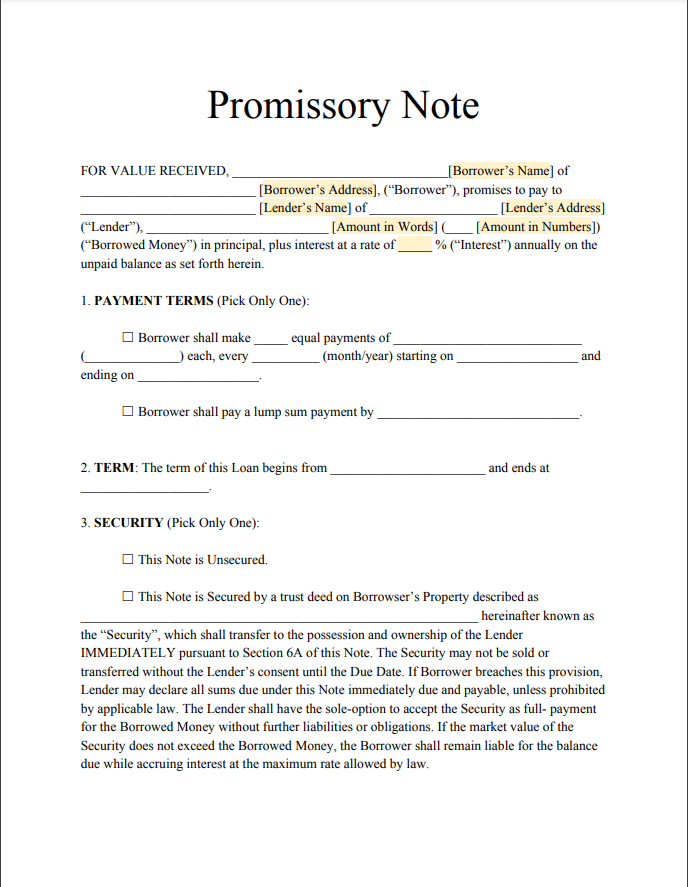 Promissory Note
FOR VALUE RECEIVED, ________________________________[Borrower's Name] of
__________________________ [Borrower's Address], (“Borrower”), promises to pay to
__________________________ [Lender's Name] of ___________________ [Lender's Address]
(“Lender”), ___________________________ [Amount in Words] (____ [Amount in Numbers])
(“Borrowed Money”) in principal, plus interest at a rate of _____ % (“Interest”) annually on the
unpaid balance as set forth herein.
1. PAYMENT TERMS (Pick Only One):
☐ Borrower shall make _____ equal payments of ____________________________
(______________) each, every __________ (month/year) starting on __________________ and
ending on __________________.
☐ Borrower shall pay a lump sum payment by ______________________________.
2. TERM: The term of this Loan begins from _______________________ and ends at
___________________.
3. SECURITY (Pick Only One):
☐ This Note is Unsecured.
☐ This Note is Secured by a trust deed on Borrowser's Property described as
___________________________________________________________ hereinafter known as
the “Security”, which shall transfer to the possession and ownership of the Lender
IMMEDIATELY pursuant to Section 6A of this Note. The Security may not be sold or
transferred without the Lender's consent until the Due Date. If Borrower breaches this provision,
Lender may declare all sums due under this Note immediately due and payable, unless prohibited
by applicable law. The Lender shall have the sole-option to accept the Security as full- payment
for the Borrowed Money without further liabilities or obligations. If the market value of the
Security does not exceed the Borrowed Money, the Borrower shall remain liable for the balance
due while accruing interest at the maximum rate allowed by law.